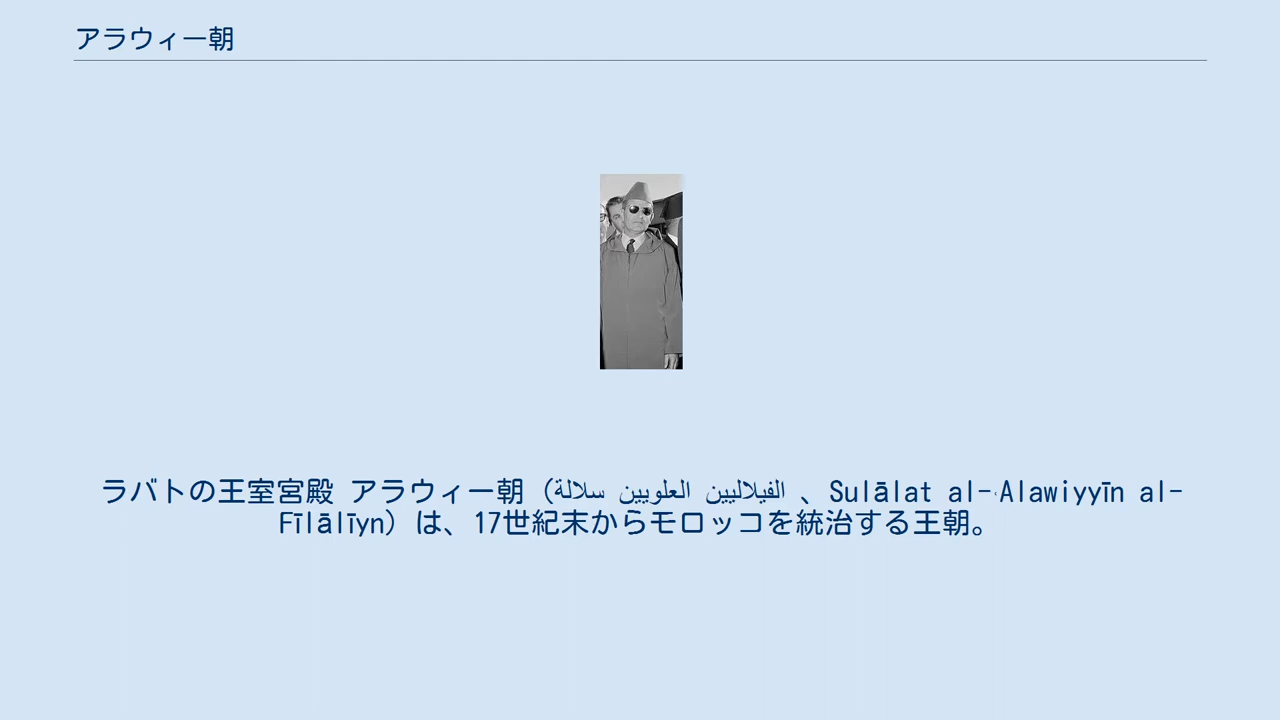 アラウィー朝
ラバトの王室宮殿 アラウィー朝（سلالة العلويين الفيلاليين 、Sulālat al-ʿAlawiyyīn al-
Fīlālīyn）は、17世紀末からモロッコを統治する王朝。